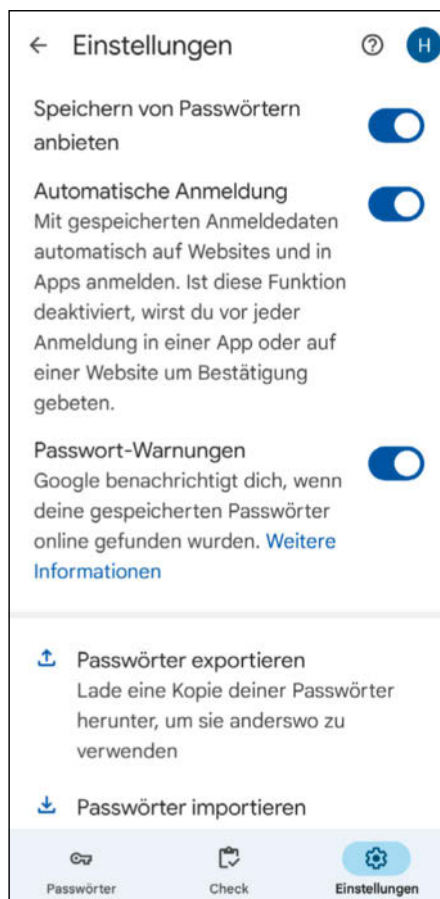 Einstellungen
H
Speichern von Passwörtern
anbieten
Automatische Anmeldung
Mit gespeicherten Anmeldedaten
automatisch auf Websites und in
Apps anmelden. Ist diese Funktion
deaktiviert, wirst du vor jeder
Anmeldung in einer App oder auf
einer Website um Bestätigung
gebeten.
Passwort-Warnungen
Google benachrichtigt dich, wenn
deine gespeicherten Passwörter
online gefunden wurden. Weitere
Informationen
Passwörter exportieren
Lade eine Kopie deiner Passwörter
herunter, um sie anderswo zu
verwenden
Passwörter importieren
Passwörter Check Einstellungen